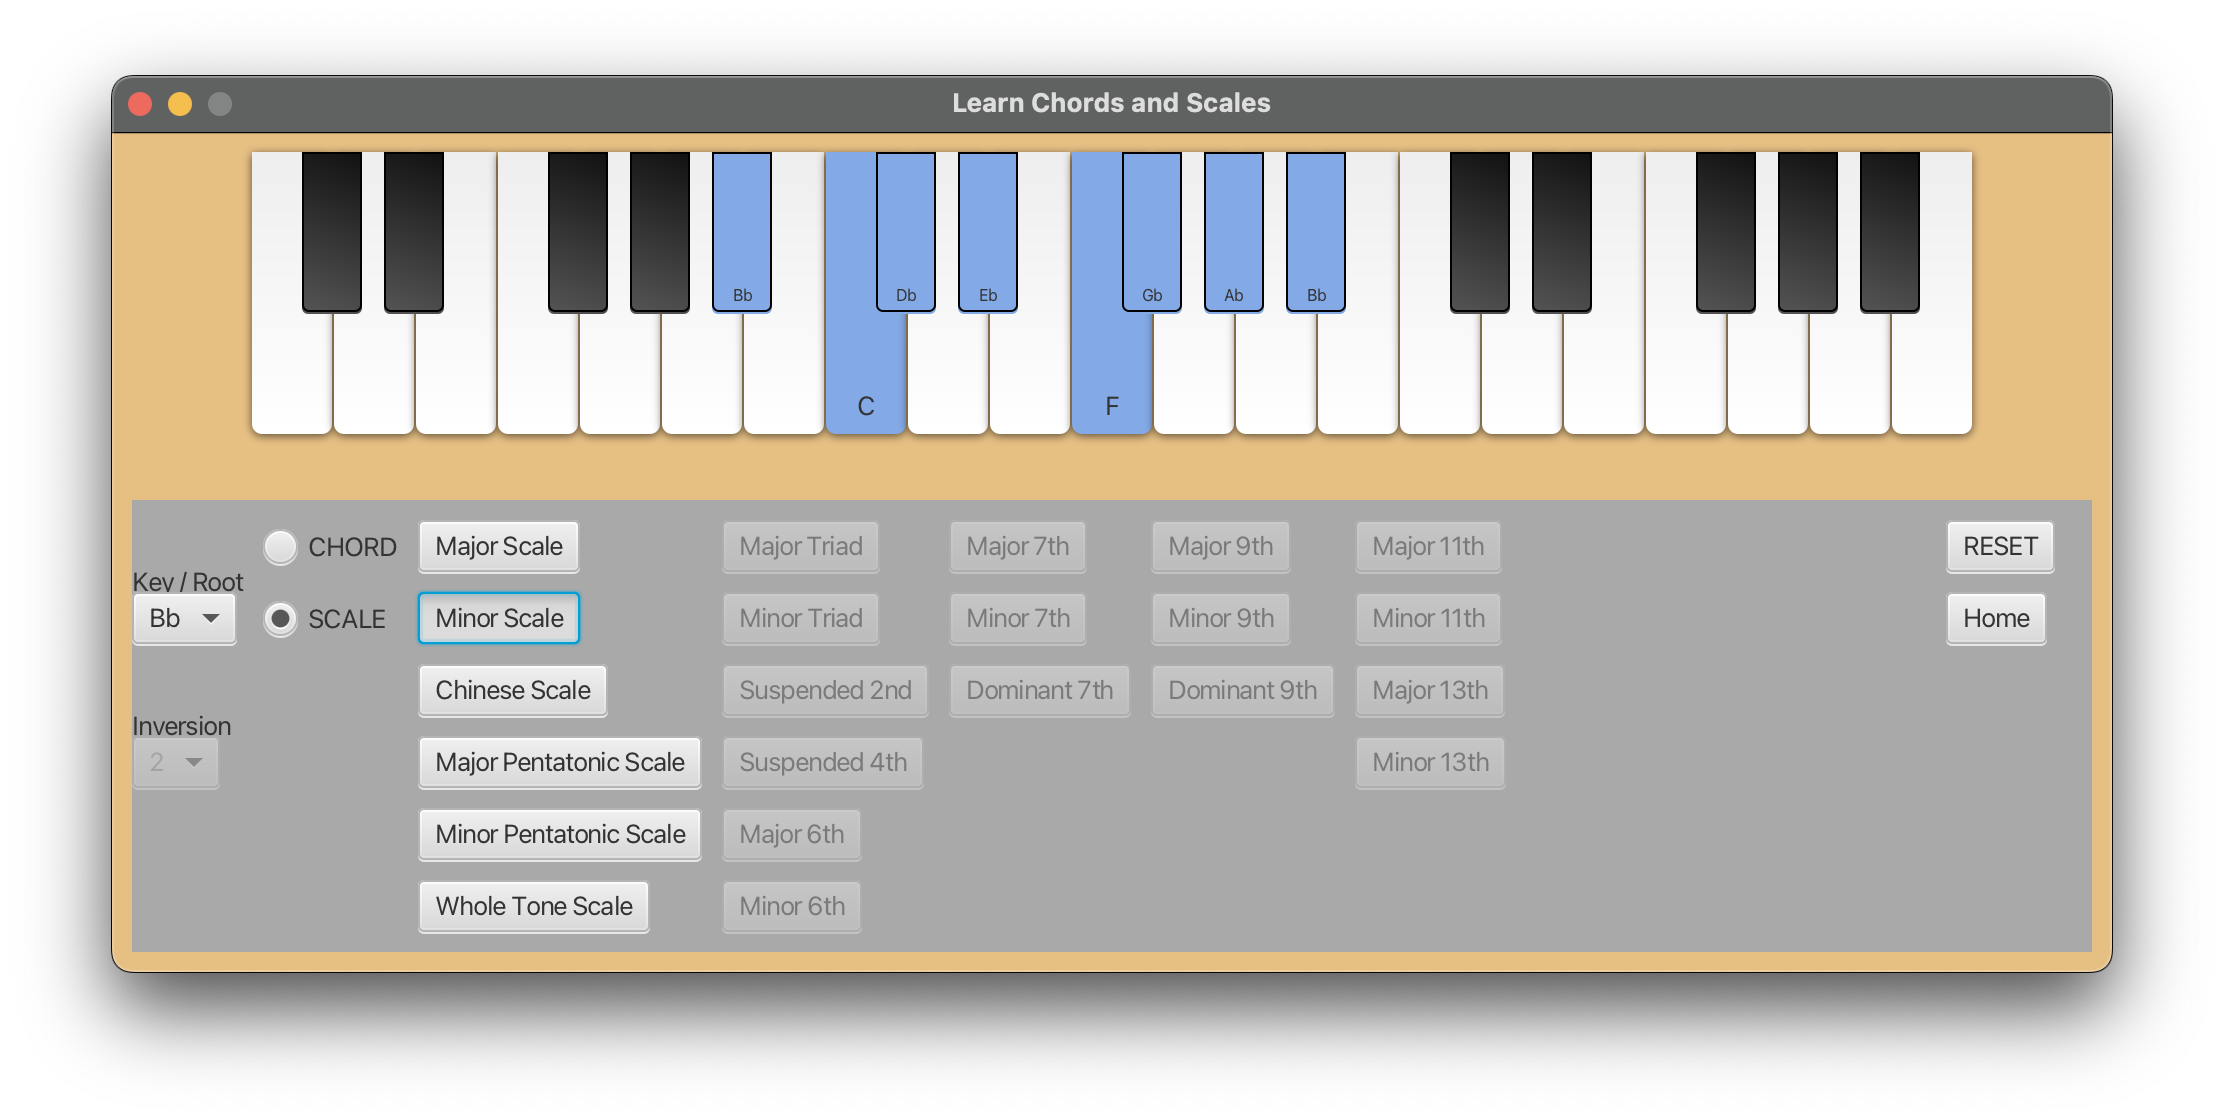 Learn Chords and Scales
Bb Db Eb Gb Ab Bb
C F
CHORD Major Scale Major Triad Major 7th Major 9th Major 11th RESET
Key / Root
Bb SCALE Minor Scale Minor Triad Minor 7th Minor 9th Minor 11th Home
Chinese Scale Suspended 2nd Dominant 7th Dominant 9th Major 13th
Inversion
2 Major Pentatonic Scale Suspended 4th Minor 13th
Minor Pentatonic Scale Major 6th
Whole Tone Scale Minor 6th